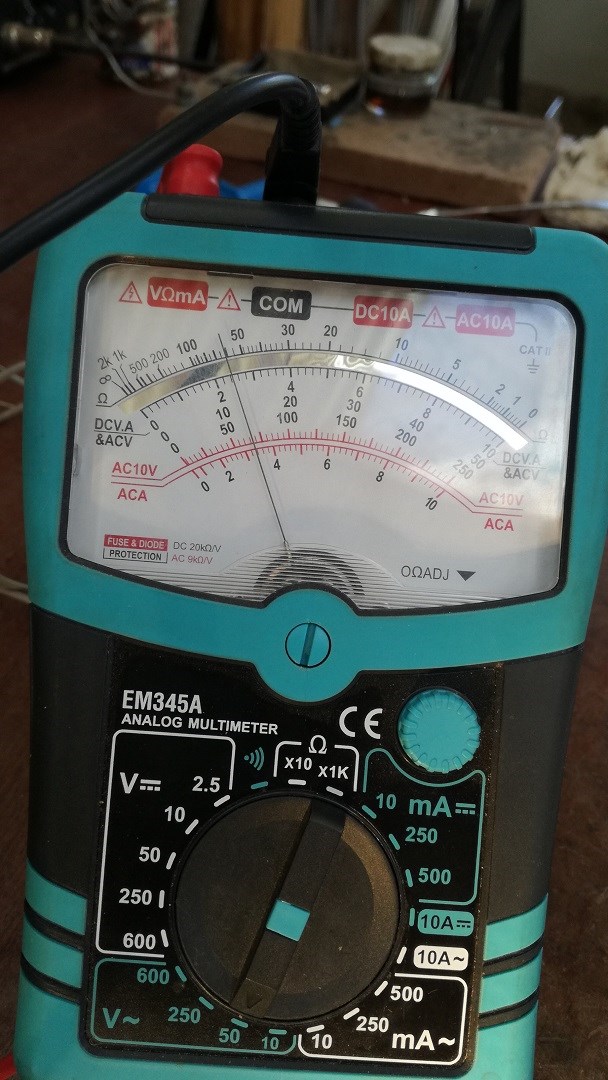 VΩmA COM DC10A AC10A
CAT II
∞ 2k 1k 500 200 100 50 30 20 10 5 2 1 0
Ω Ω
DCV.A 0 2 4 6 8 10 DCV.A
&ACV 0 10 20 30 40 50 &ACV
0 50 100 150 200 250
AC10V 0 2 4 6 8 10 AC10V
ACA ACA
FUSE & DIODE DC 20kΩ/V
PROTECTION AC 9kΩ/V
0ΩADJ
EM345A
ANALOG MULTIMETER
CE
Ω
X10 X1K
V 2.5
10
50
250
600
10 mA
250
500
10A
10A~
600
250
50
10
V~
500
250
10
mA~